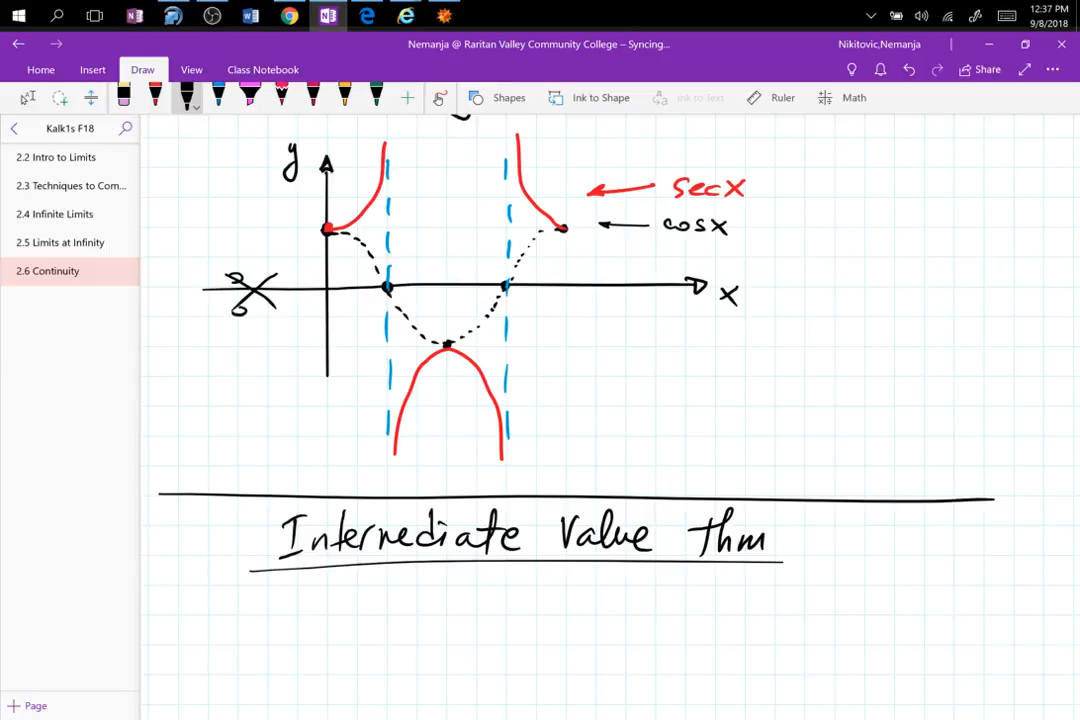 12:37 PM
9/8/2018
Nemanja @ Raritan Valley Community College – Syncing...
Nikitovic,Nemanja
Home Insert Draw View Class Notebook Share
Shapes Ink to Shape Ink to Text Ruler Math
Kalk1s F18
2.2 Intro to Limits
2.3 Techniques to Com...
2.4 Infinite Limits
2.5 Limits at Infinity
2.6 Continuity
y
secx
cosx
x
Intermediate Value Thm
Page